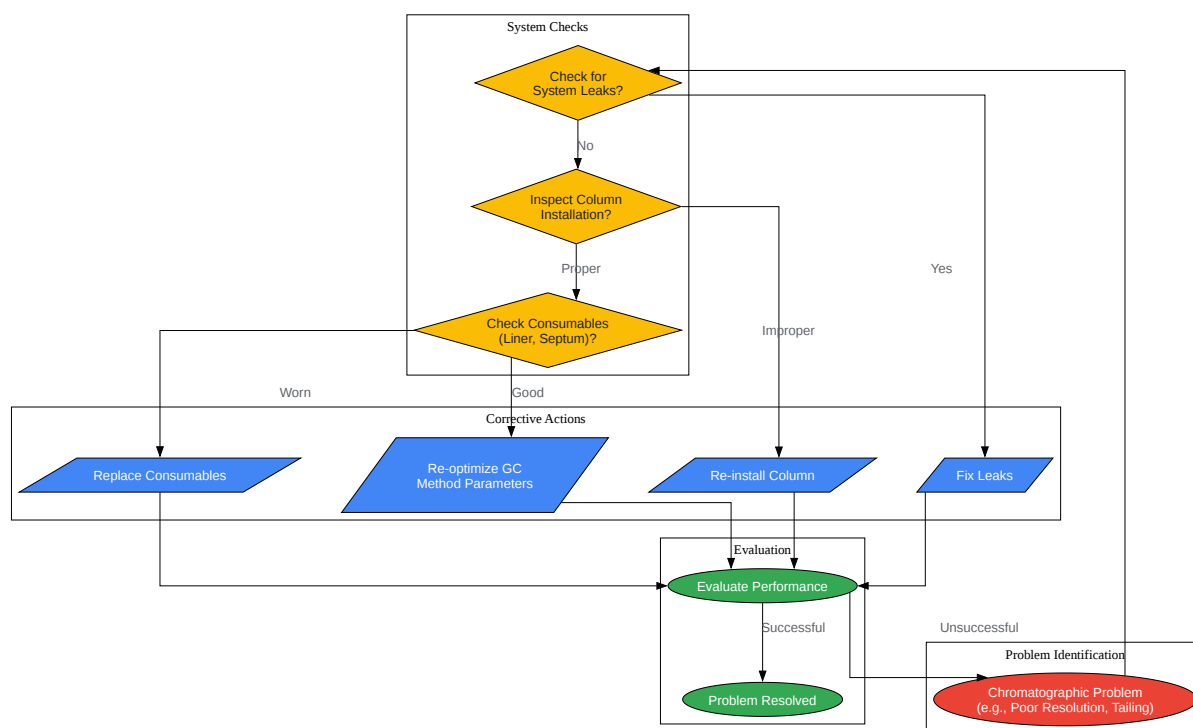 System Checks
Check for
System Leaks?
No
Inspect Column
Installation?
Proper
Yes
Check Consumables
(Liner, Septum)?
Improper
Worn
Good
Corrective Actions
Replace Consumables
Re-optimize GC
Method Parameters
Re-install Column
Fix Leaks
Evaluation
Evaluate Performance
Successful
Unsuccessful
Problem Identification
Chromatographic Problem
(e.g., Poor Resolution, Tailing)
Problem Resolved